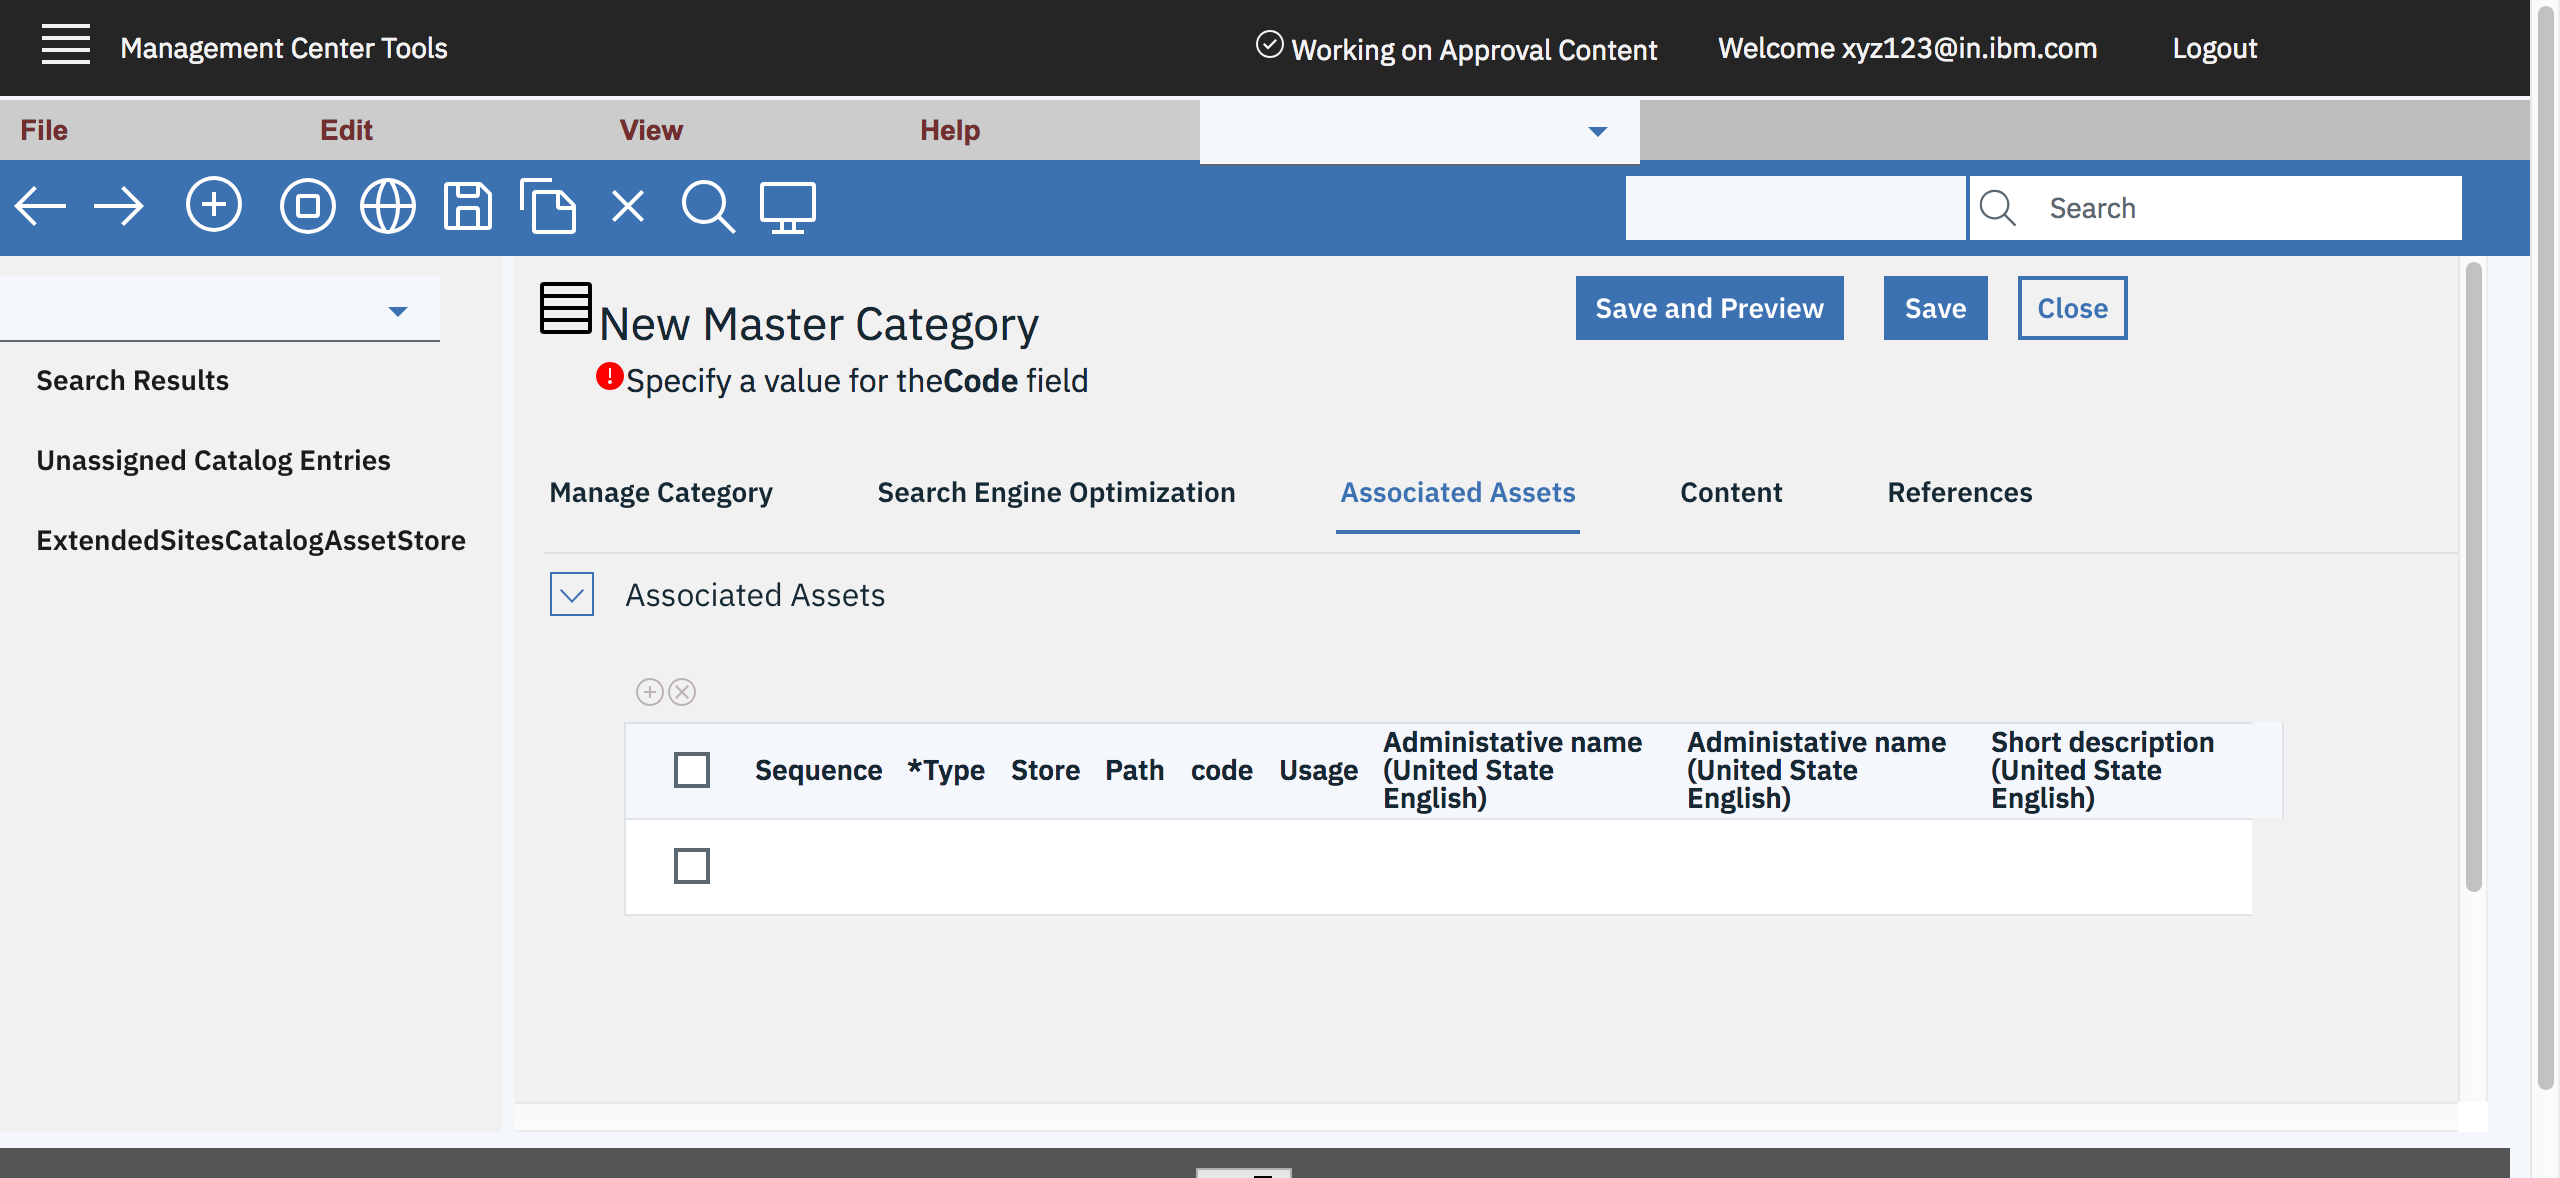 Management Center Tools
Working on Approval Content
Welcome xyz123@in.ibm.com
Logout
File
Edit
View
Help
Search
Search Results
Unassigned Catalog Entries
ExtendedSitesCatalogAssetStore
New Master Category
Save and Preview
Save
Close
Specify a value for theCode field
Manage Category
Search Engine Optimization
Associated Assets
Content
References
Associated Assets
Sequence
*Type
Store
Path
code
Usage
Administative name
(United State
English)
Administative name
(United State
English)
Short description
(United State
English)